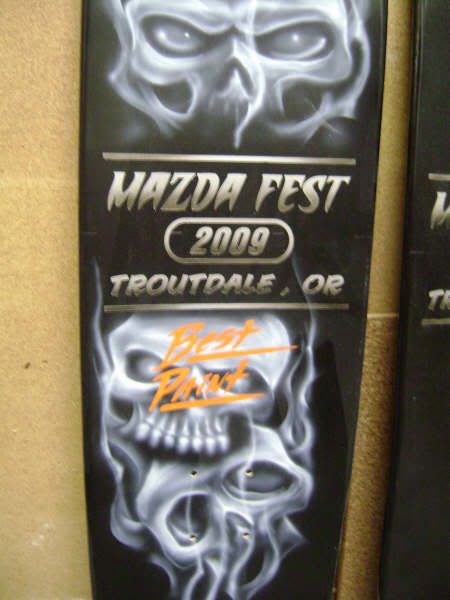 MAZDA FEST
2009
TROUTDALE, OR
Best
Paint